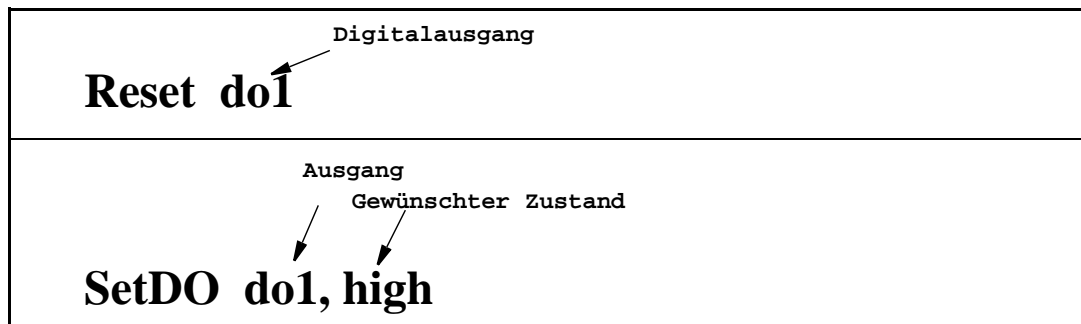 Digitalausgang
Reset do1
Ausgang
Gewünschter Zustand
SetDO do1, high